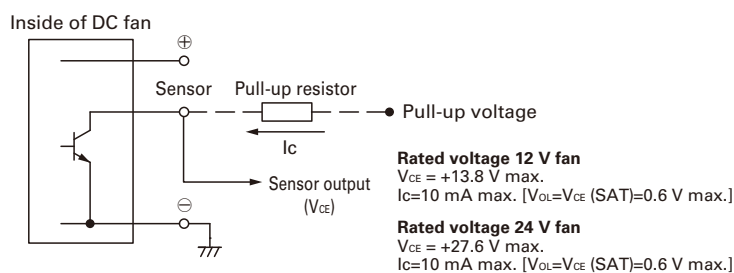 Inside of DC fan
⊕
Sensor Pull-up resistor
Pull-up voltage
Ic
Sensor output
(VCE)
⊖
Rated voltage 12 V fan
VCE = +13.8 V max.
Ic=10 mA max. [VOL=VCE (SAT)=0.6 V max.]
Rated voltage 24 V fan
VCE = +27.6 V max.
Ic=10 mA max. [VOL=VCE (SAT)=0.6 V max.]